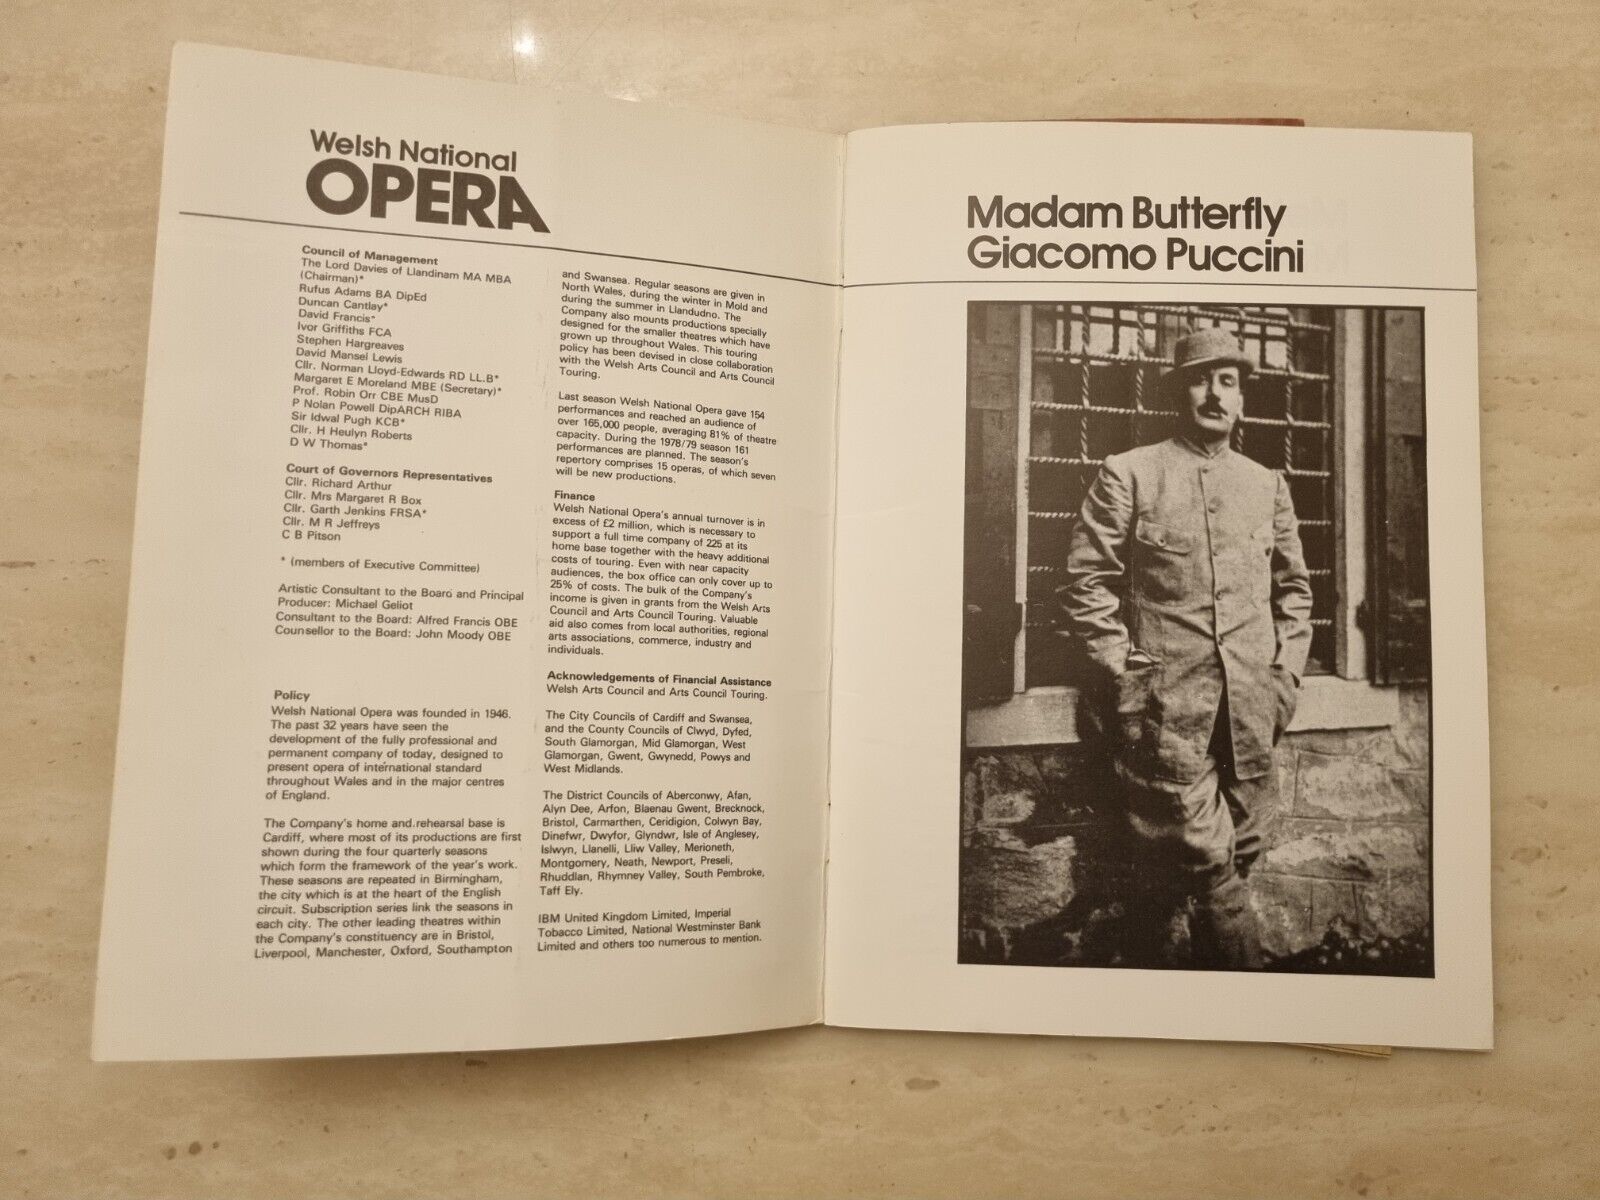 Welsh National
OPERA
Council of Management
The Lord Davies of Llandinam MA MBA
(Chairman)*
Rufus Adams BA DipEd
Duncan Cantlay*
David Francis*
Ivor Griffiths FCA
Stephen Hargreaves
David Mansel Lewis
Cllr. Norman Lloyd-Edwards RD LL.B*
Margaret E Moreland MBE (Secretary)*
Prof. Robin Orr CBE MusD
P Nolan Powell DipARCH RIBA
Sir Idwal Pugh KCB*
Cllr. H Heulyn Roberts
D W Thomas*
Court of Governors Representatives
Cllr. Richard Arthur
Cllr. Mrs Margaret R Box
Cllr. Garth Jenkins FRSA*
Cllr. M R Jeffreys
C B Pitson
* (members of Executive Committee)
Artistic Consultant to the Board and Principal
Producer: Michael Geliot
Consultant to the Board: Alfred Francis OBE
Counsellor to the Board: John Moody OBE
Policy
Welsh National Opera was founded in 1946.
The past 32 years have seen the
development of the fully professional and
permanent company of today, designed to
present opera of international standard
throughout Wales and in the major centres
of England.
The Company's home and rehearsal base is
Cardiff, where most of its productions are first
shown during the four quarterly seasons
which form the framework of the year's work.
These seasons are repeated in Birmingham,
the city which is at the heart of the English
circuit. Subscription series link the seasons in
each city. The other leading theatres within
the Company's constituency are in Bristol,
Liverpool, Manchester, Oxford, Southampton
and Swansea. Regular seasons are given in
North Wales, during the winter in Mold and
during the summer in Llandudno. The
Company also mounts productions specially
designed for the smaller theatres which have
grown up throughout Wales. This touring
policy has been devised in close collaboration
with the Welsh Arts Council and Arts Council
Touring.
Last season Welsh National Opera gave 154
performances and reached an audience of
over 165,000 people, averaging 81% of theatre
capacity. During the 1978/79 season 161
performances are planned. The season's
repertory comprises 15 operas, of which seven
will be new productions.
Finance
Welsh National Opera's annual turnover is in
excess of £2 million, which is necessary to
support a full time company of 225 at its
home base together with the heavy additional
costs of touring. Even with near capacity
audiences, the box office can only cover up to
25% of costs. The bulk of the Company's
income is given in grants from the Welsh Arts
Council and Arts Council Touring. Valuable
aid also comes from local authorities, regional
arts associations, commerce, industry and
individuals.
Acknowledgements of Financial Assistance
Welsh Arts Council and Arts Council Touring.
The City Councils of Cardiff and Swansea,
and the County Councils of Clwyd, Dyfed,
South Glamorgan, Mid Glamorgan, West
Glamorgan, Gwent, Gwynedd, Powys and
West Midlands.
The District Councils of Aberconwy, Afan,
Alyn Dee, Arfon, Blaenau Gwent, Brecknock,
Bristol, Carmarthen, Ceridigion, Colwyn Bay,
Dinefwr, Dwyfor, Glyndwr, Isle of Anglesey,
Islwyn, Llanelli, Lliw Valley, Merioneth,
Montgomery, Neath, Newport, Preseli,
Rhuddlan, Rhymney Valley, South Pembroke,
Taff Ely.
IBM United Kingdom Limited, Imperial
Tobacco Limited, National Westminster Bank
Limited and others too numerous to mention.
Madam Butterfly
Giacomo Puccini